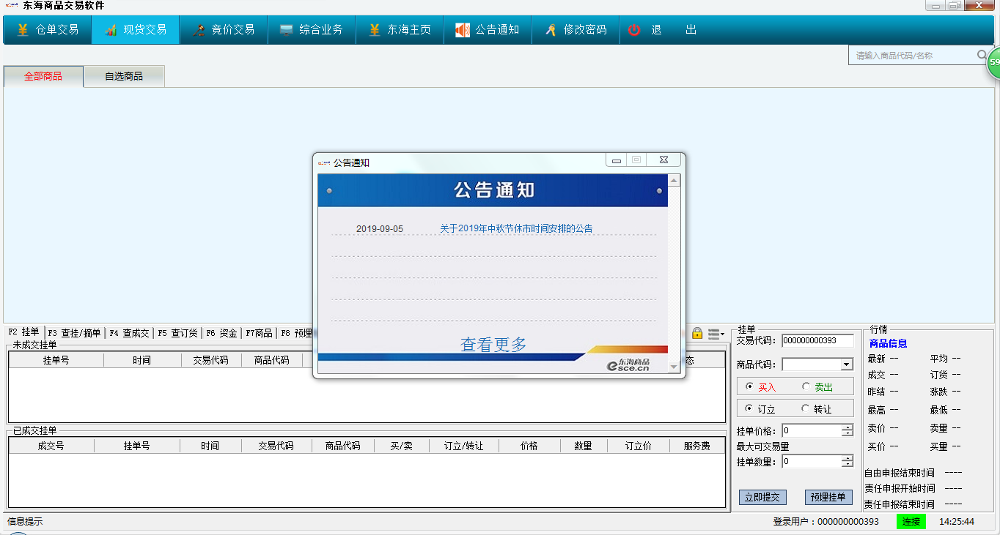 东海商品交易软件
仓单交易 现货交易 竞价交易 综合业务 东海主页 公告通知 修改密码 退 出
请输入商品代码/名称
59
全部商品 自选商品
公告通知
公告通知
2019-09-05 关于2019年中秋节休市时间安排的公告
查看更多
东海商品
esce.cn
F2 挂单 F3 查挂/摘单 F4 查成交 F5 查订货 F6 资金 F7商品 F8 预埋
未成交挂单
挂单号 时间 交易代码 商品代码 态
已成交挂单
成交号 挂单号 时间 交易代码 商品代码 买/卖 订立/转让 价格 数量 订立价 服务费
挂单
交易代码: 000000000393
商品代码:
买入 卖出
订立 转让
挂单价格: 0
最大可交易量
挂单数量: 0
立即提交 预埋挂单
行情
商品信息
最新 -- 平均 --
成交 -- 订货 --
昨结 -- 涨跌 --
最高 -- 最低 --
卖价 -- 卖量 --
买价 -- 买量 --
自由申报结束时间 ----
责任申报开始时间 ----
责任申报结束时间 ----
信息提示 登录用户:000000000393 连接 14:25:44